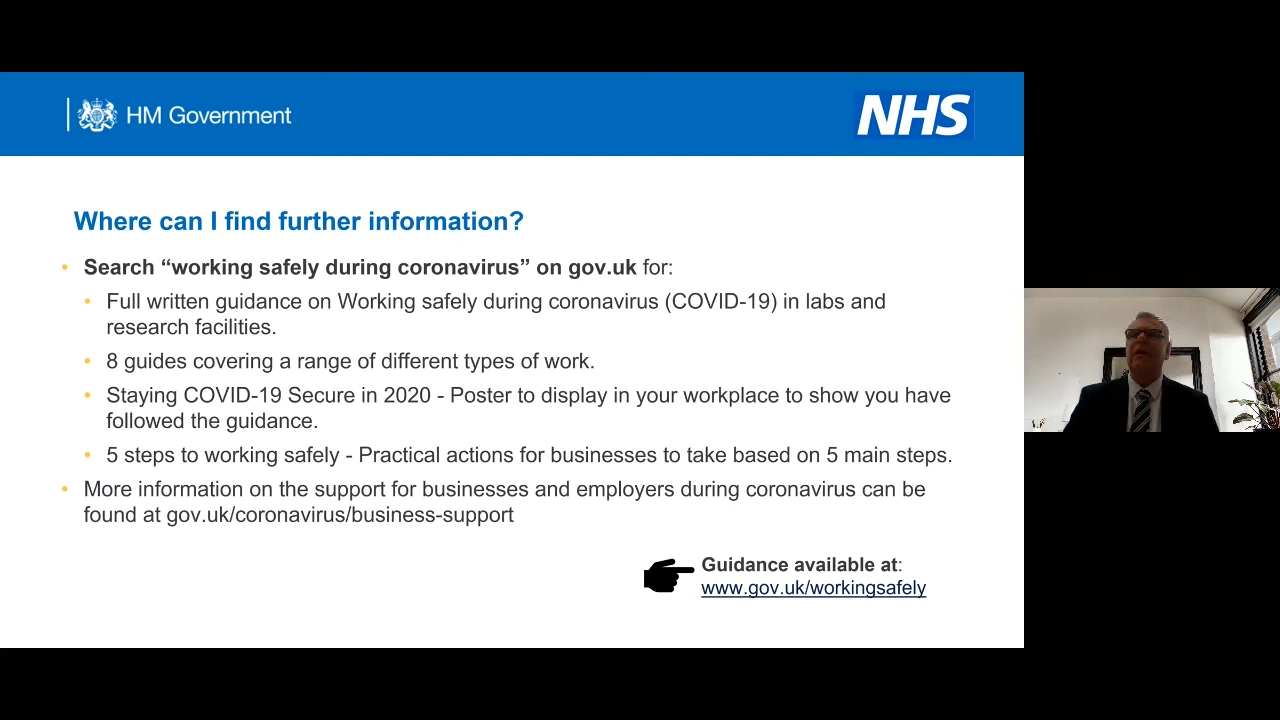 HM Government
NHS
Where can I find further information?
• Search “working safely during coronavirus” on gov.uk for:
• Full written guidance on Working safely during coronavirus (COVID-19) in labs and
research facilities.
• 8 guides covering a range of different types of work.
• Staying COVID-19 Secure in 2020 - Poster to display in your workplace to show you have
followed the guidance.
• 5 steps to working safely - Practical actions for businesses to take based on 5 main steps.
• More information on the support for businesses and employers during coronavirus can be
found at gov.uk/coronavirus/business-support
Guidance available at:
www.gov.uk/workingsafely